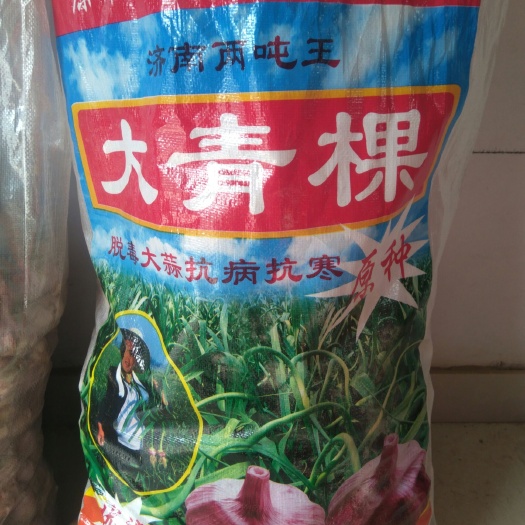 济南两吨王
大青棵
脱毒大蒜抗病抗寒
原种